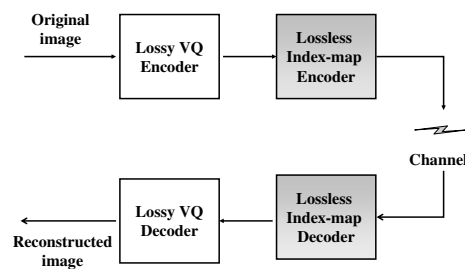 Original
image
Lossy VQ
Encoder
Lossless
Index-map
Encoder
Channel
Lossless
Index-map
Decoder
Lossy VQ
Decoder
Reconstructed
image